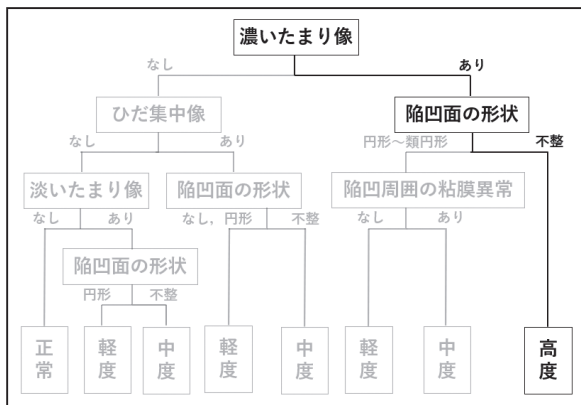 濃いたまり像
なし
あり
ひだ集中像
陥凹面の形状
なし
あり
円形〜類円形
不整
淡いたまり像
陥凹面の形状
陥凹周囲の粘膜異常
なし
あり
なし，円形
不整
なし
あり
陥凹面の形状
円形
不整
正常
軽度
中度
軽度
中度
軽度
中度
高度